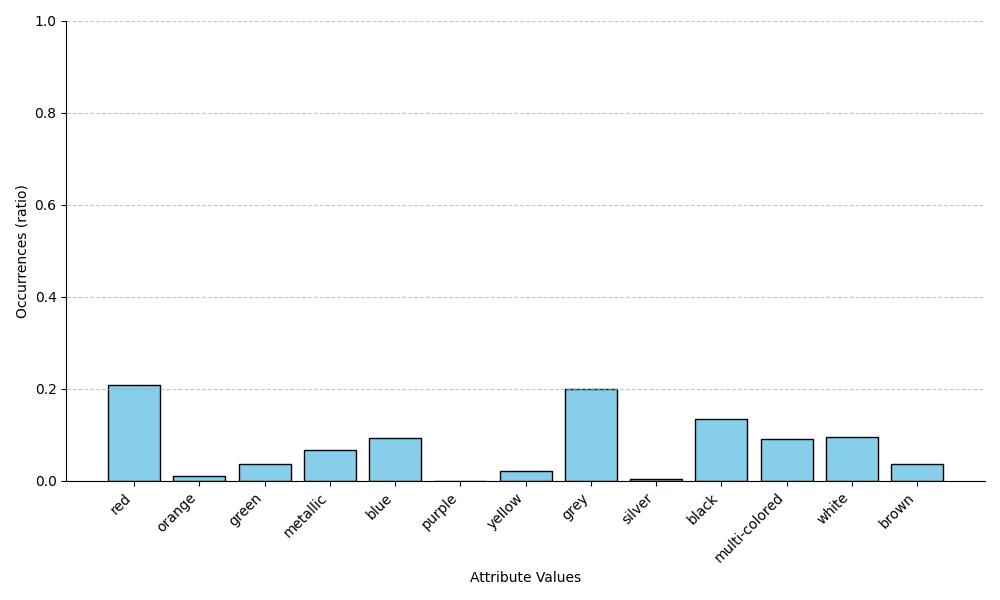 1.0
0.8
0.6
0.4
0.2
0.0
Occurrences (ratio)
red
orange
green
metallic
blue
purple
yellow
grey
silver
black
multi-colored
white
brown
Attribute Values